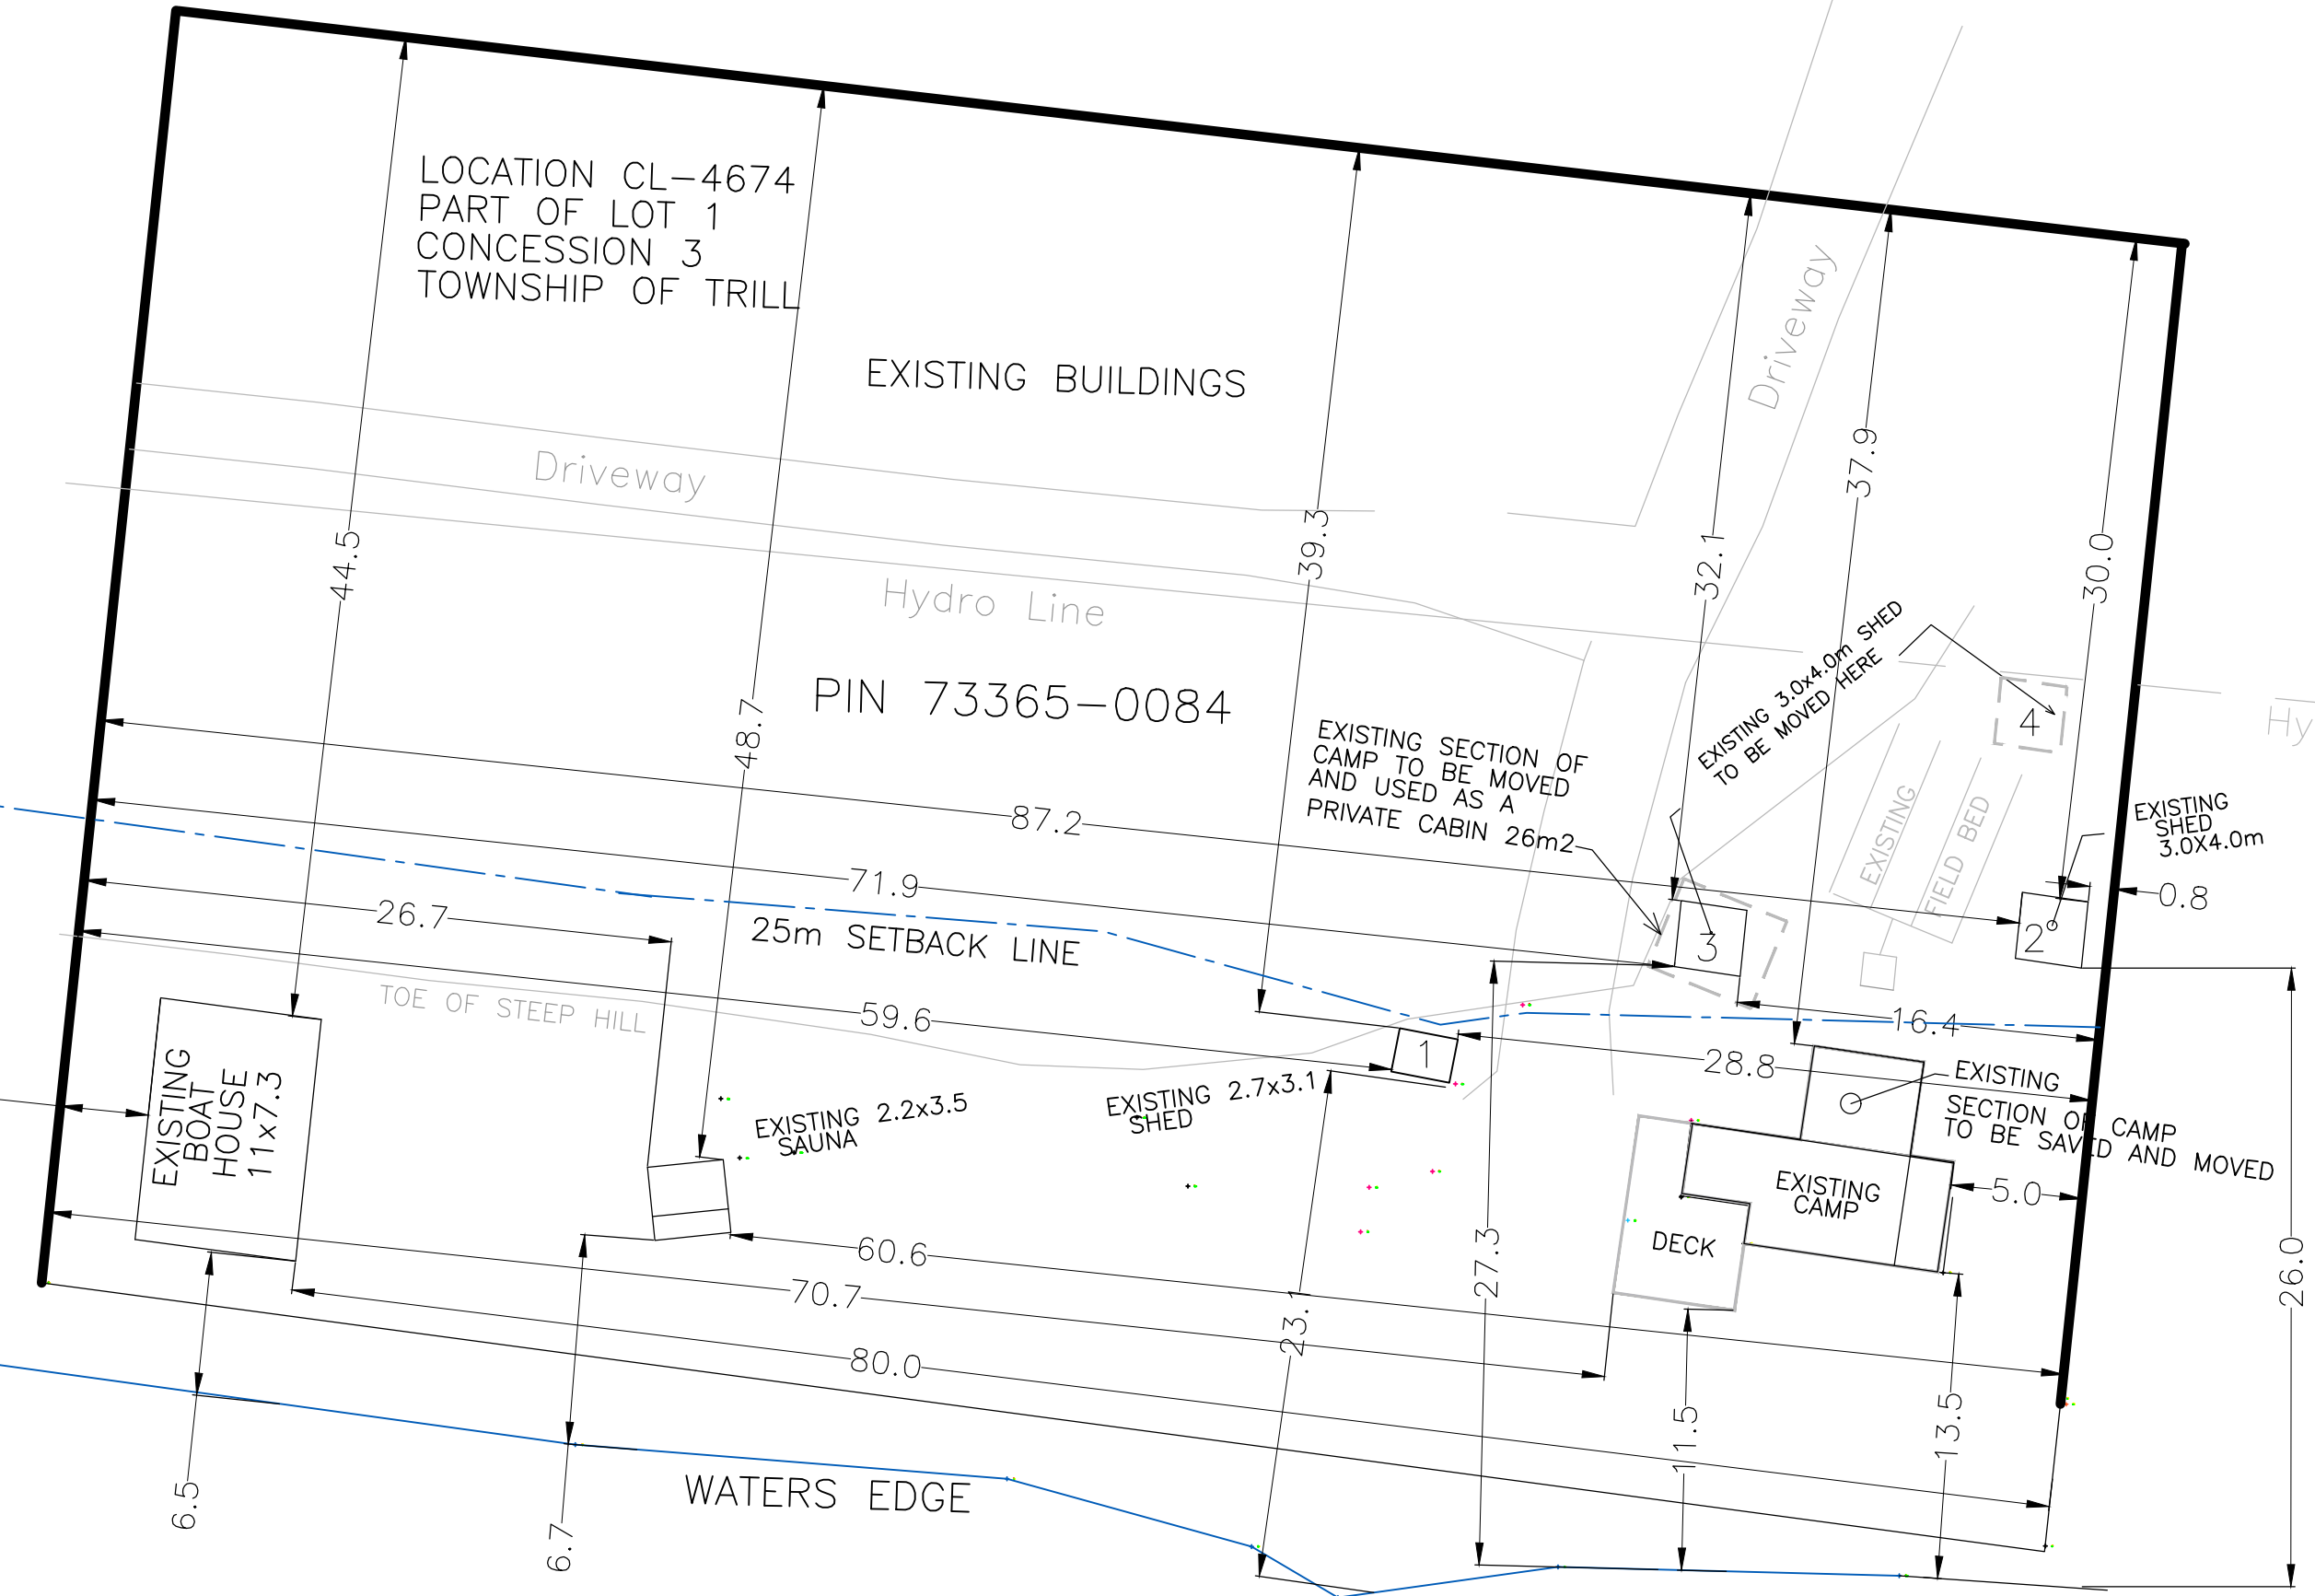 LOCATION CL-4674
PART OF LOT 1
CONCESSION 3
TOWNSHIP OF TRILL
EXISTING BUILDINGS
Driveway
Driveway
Hydro Line
Hy
PIN 73365-0084
44.5
48.7
39.3
32.1
37.9
30.0
EXISTING 3.0x4.0m SHED
TO BE MOVED HERE
4
EXISTING SECTION OF
CAMP TO BE MOVED
AND USED AS A
PRIVATE CABIN 26m2
EXISTING
FIELD BED
EXISTING
SHED
3.0X4.0m
0.8
87.2
71.9
26.7
25m SETBACK LINE
3
2
59.6
TOE OF STEEP HILL
16.4
1
28.8
EXISTING
SECTION OF CAMP
TO BE SAVED AND MOVED
EXISTING
BOAT
HOUSE
11x7.3
EXISTING 2.2x3.5
SAUNA
EXISTING 2.7x3.1
SHED
EXISTING
CAMP
5.0
DECK
60.6
70.7
80.0
27.3
23.1
26.0
11.5
13.5
6.5
6.7
WATERS EDGE